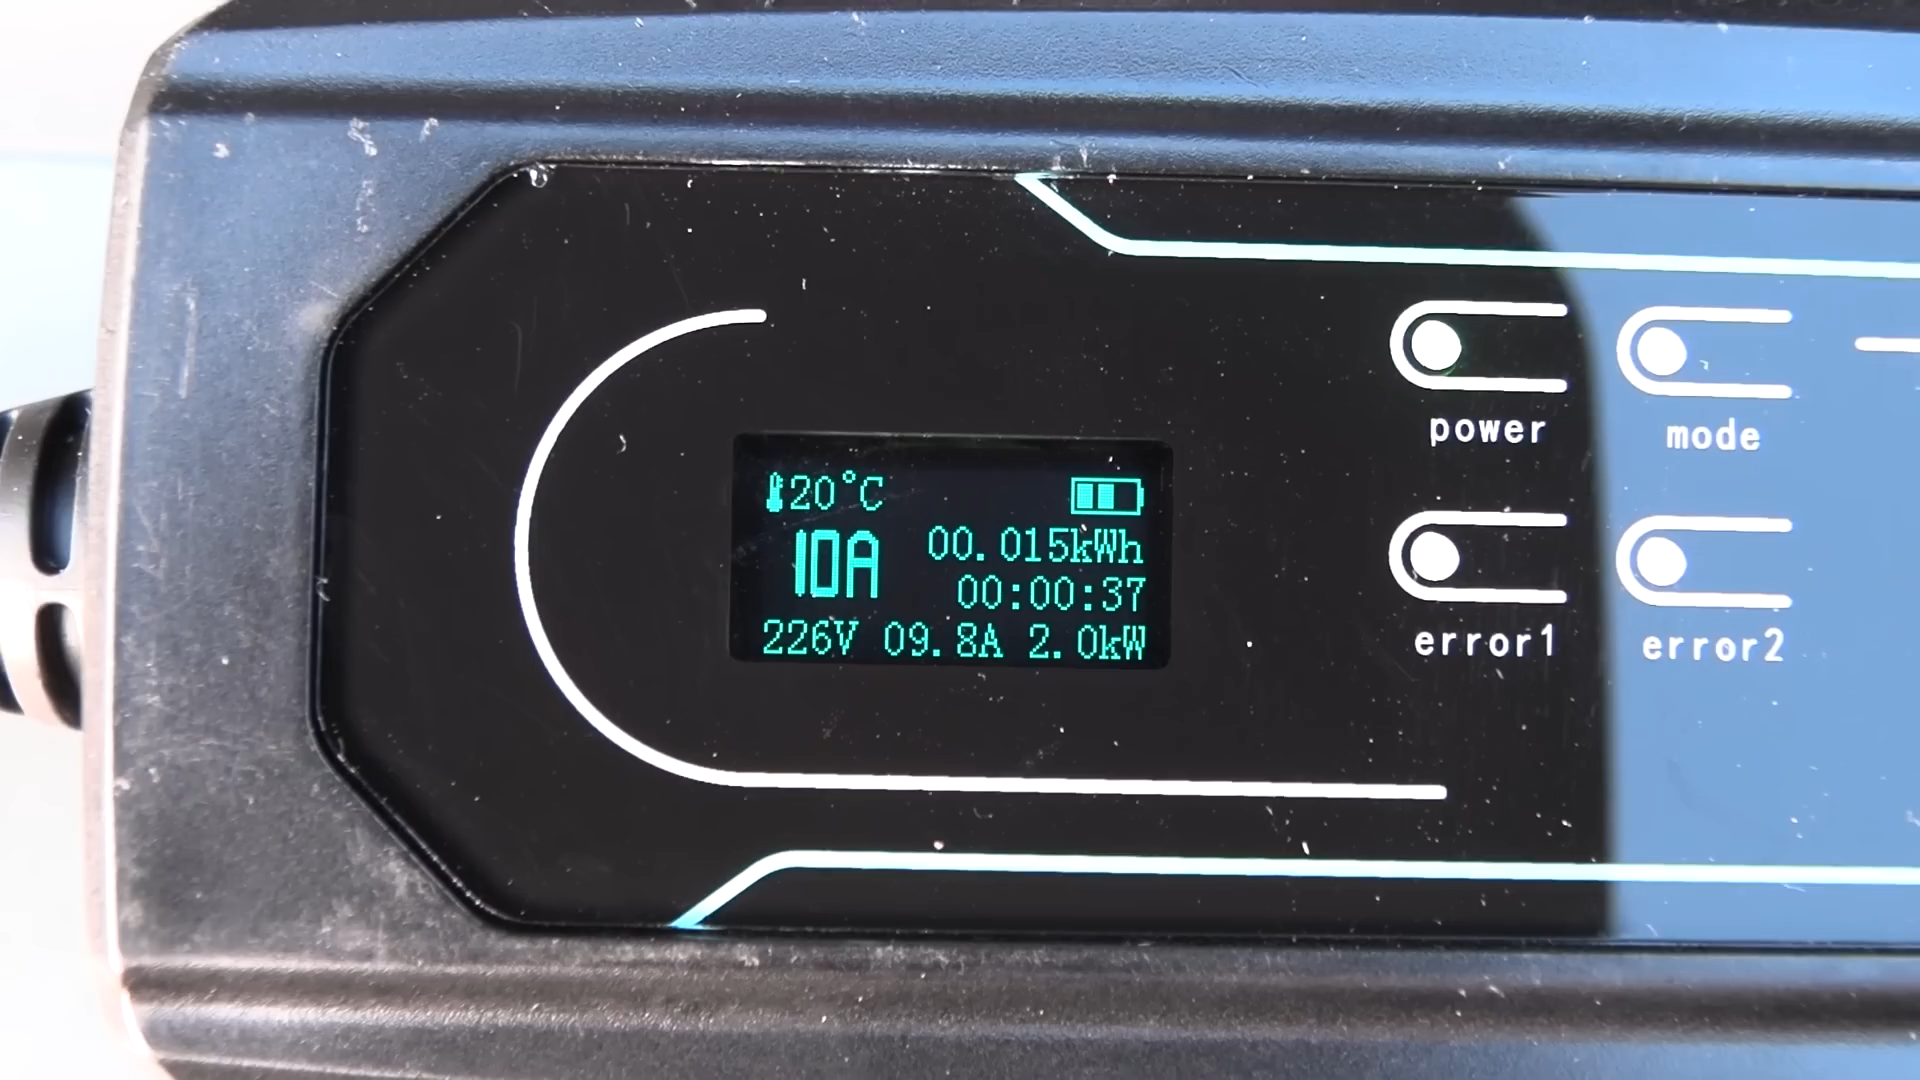 20°C
10A
00.015kWh
00:00:37
226V 09.8A 2.0kW
power
mode
error1
error2